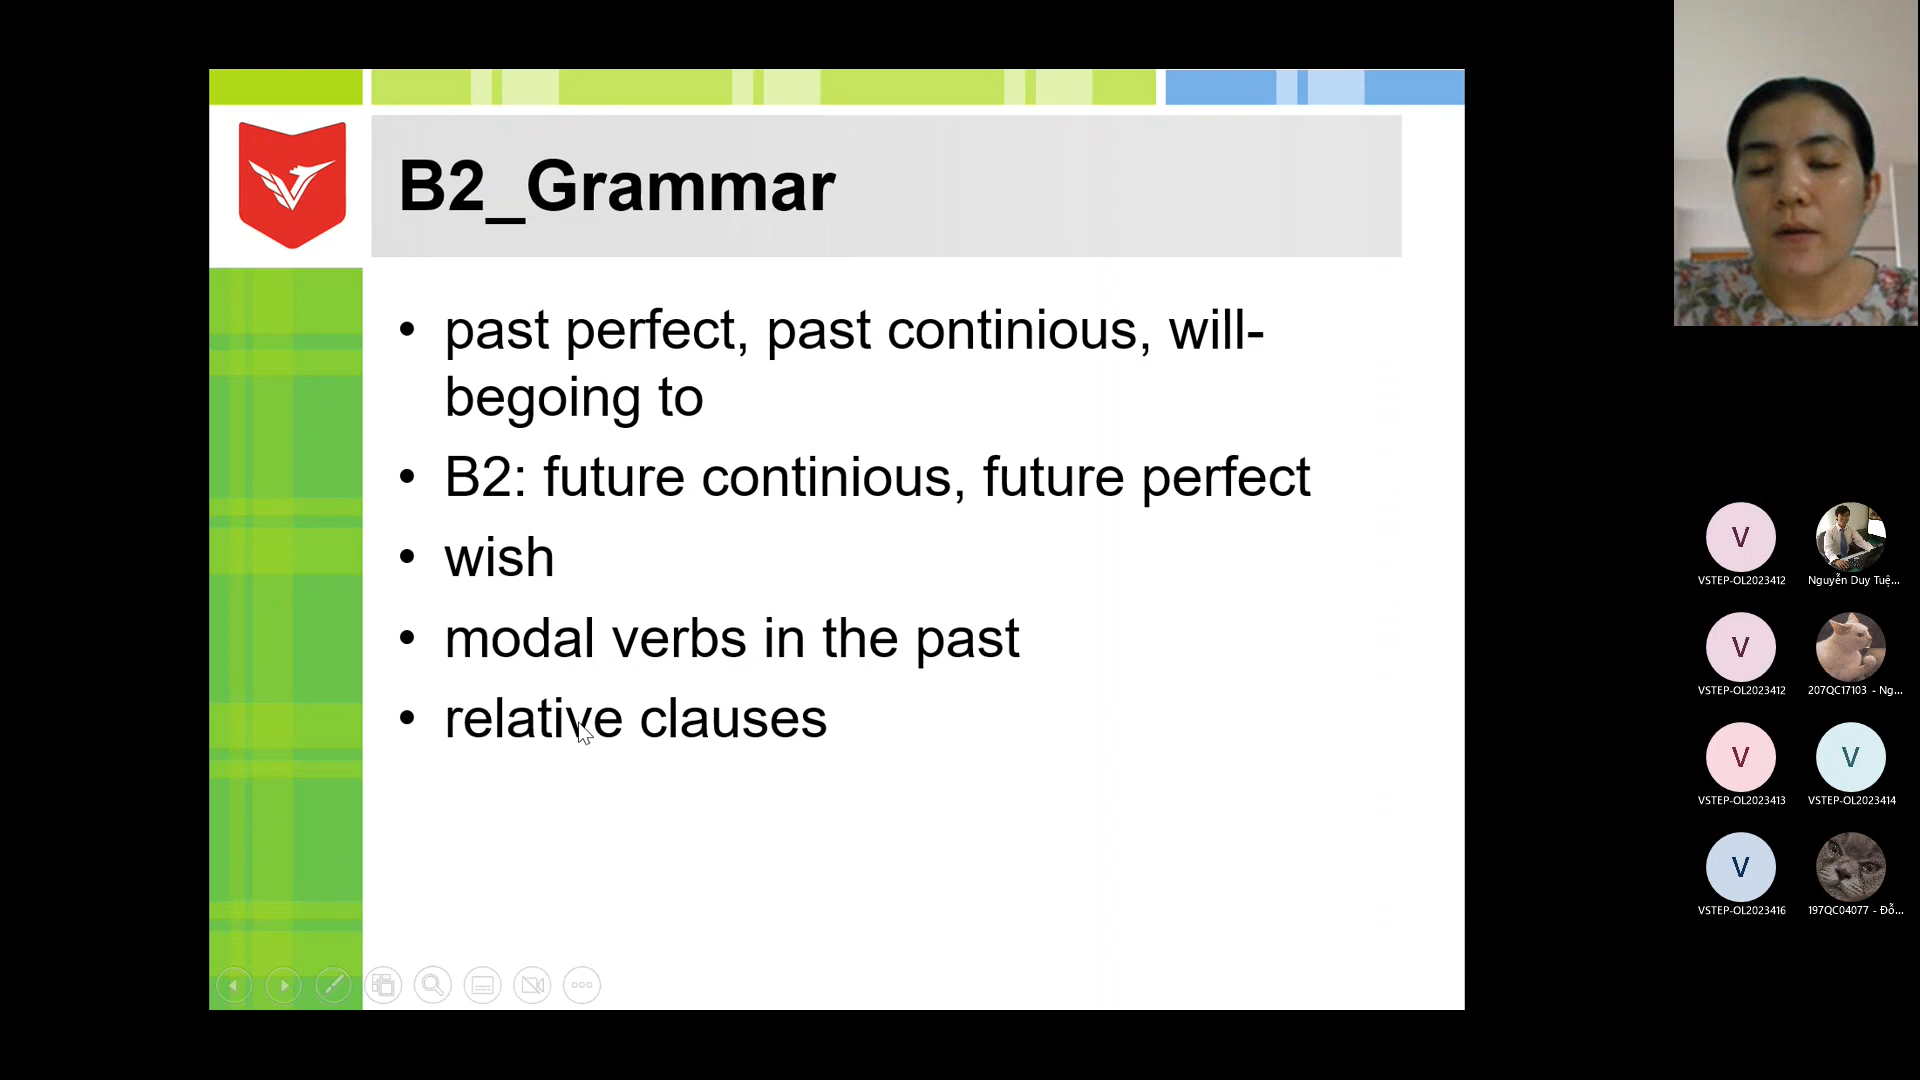 B2_Grammar
• past perfect, past continious, will-
begoing to
• B2: future continious, future perfect
• wish
• modal verbs in the past
• relative clauses
V
VSTEP-OL2023412
Nguyễn Duy Tuệ...
V
VSTEP-OL2023412
207QC17103 - Ng...
V
VSTEP-OL2023413
V
VSTEP-OL2023414
V
VSTEP-OL2023416
197QC04077 - Đỗ...